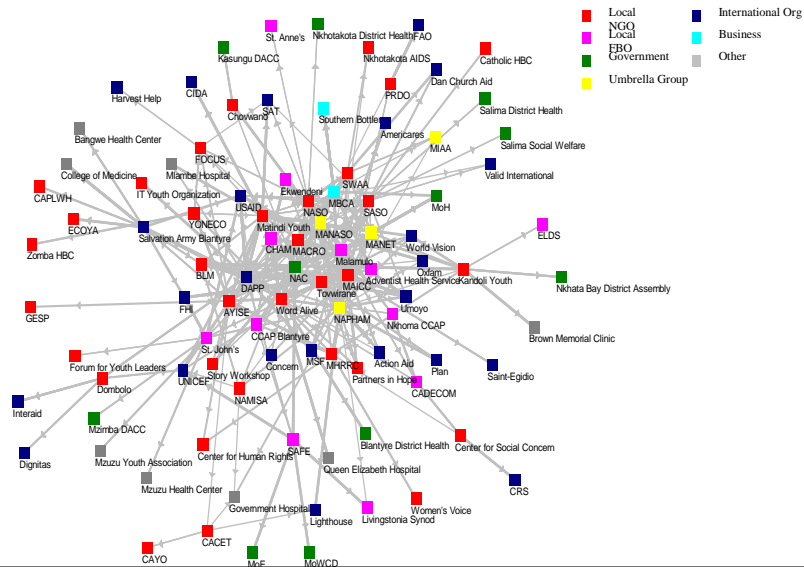 St. Anne's
Nkhotakota District Health
FAO
Local NGO
International Org
Local FBO
Business
Government
Other
Umbrella Group
Kasungu DACC
Nkhotakota AIDS
Catholic HBC
Dan Church Aid
Harvest Help
CIDA
SAT
PRDO
Chovwano
Salima District Health
Southern Bottlers
Americares
Bangwe Health Center
MIAA
Salima Social Welfare
FOCUS
College of Medicine
Mlambe Hospital
Valid International
CAPLWH
IT Youth Organization
Ekwendeni
SWAA
USAID
NASO
MBCA
SASO
MoH
ECOYA
YONECO
Matindi Youth
MANASO
Salvation Army Blantyre
ELDS
Zomba HBC
CHAM
MACRO
MANET
World Vision
Malamulo
BLM
NAC
Oxfam
DAPP
Adventist Health Service
Kandoli Youth
Nkhata Bay District Assembly
Tovwirane
MAICC
FHI
AYISE
Word Alive
Umoyo
GESP
NAPHAM
Nkhoma CCAP
Brown Memorial Clinic
CCAP Blantyre
St. John's
Forum for Youth Leaders
Concern
MSF
MHRRC
Action Aid
Plan
Saint-Egidio
Story Workshop
UNICEF
Partners in Hope
Dombolo
NAMISA
CADECOM
Interaid
Mzimba DACC
Blantyre District Health
Center for Social Concern
Center for Human Rights
SAFE
Dignitas
Mzuzu Youth Association
Queen Elizabeth Hospital
Mzuzu Health Center
CRS
Government Hospital
Lighthouse
Livingstonia Synod
Women's Voice
CACET
CAYO
MoE
MoWCD